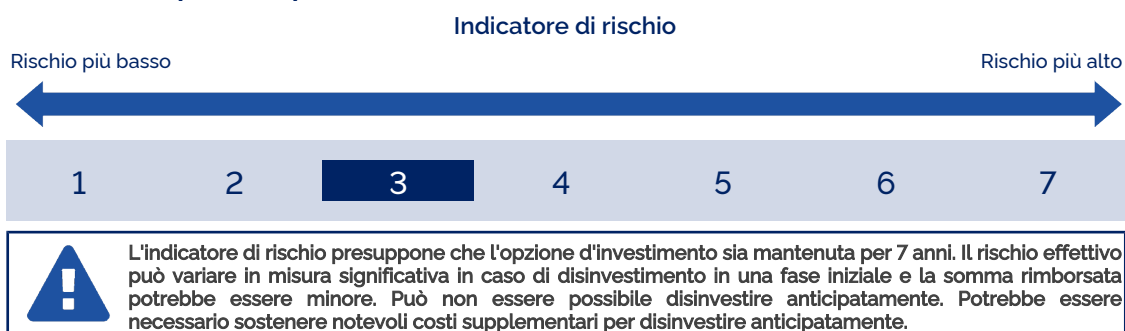 Indicatore di rischio
Rischio più basso
Rischio più alto
1 2 3 4 5 6 7
L'indicatore di rischio presuppone che l'opzione d'investimento sia mantenuta per 7 anni. Il rischio effettivo
può variare in misura significativa in caso di disinvestimento in una fase iniziale e la somma rimborsata
potrebbe essere minore. Può non essere possibile disinvestire anticipatamente. Potrebbe essere
necessario sostenere notevoli costi supplementari per disinvestire anticipatamente.